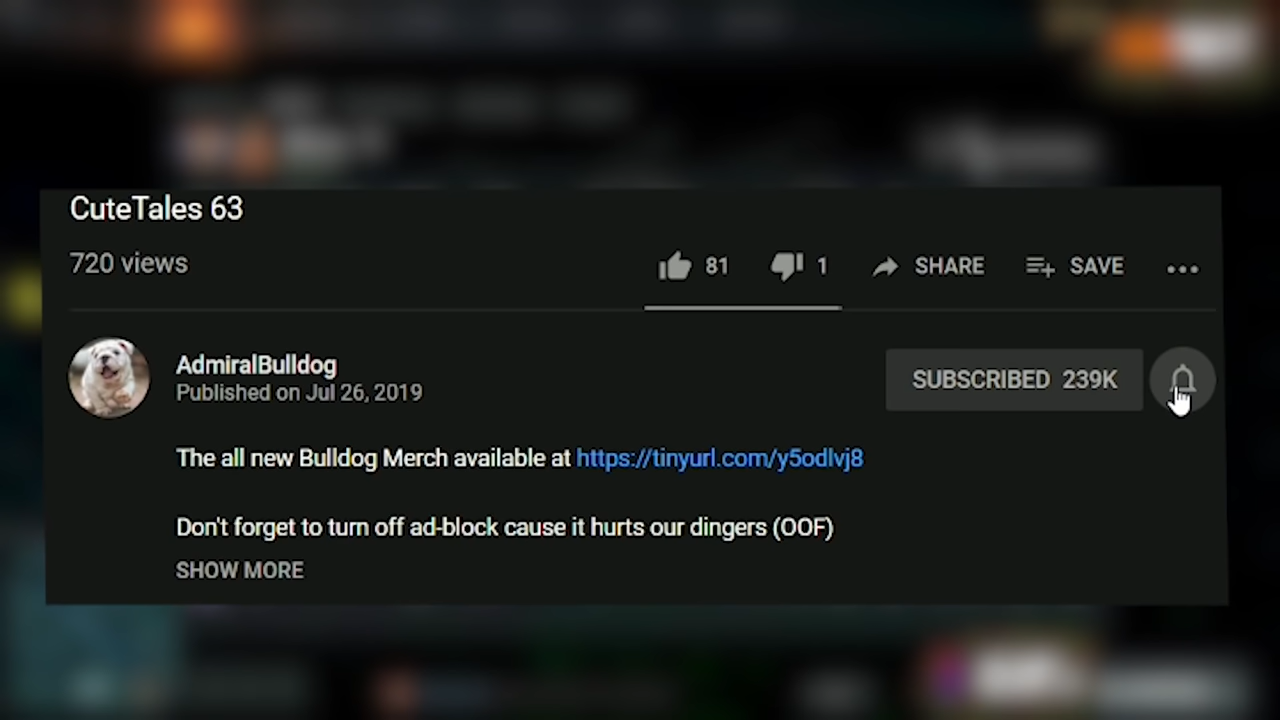 CuteTales 63
720 views
81
1
SHARE
SAVE
AdmiralBulldog
Published on Jul 26, 2019
SUBSCRIBED 239K
The all new Bulldog Merch available at https://tinyurl.com/y5odlvj8
Don't forget to turn off ad-block cause it hurts our dingers (OOF)
SHOW MORE